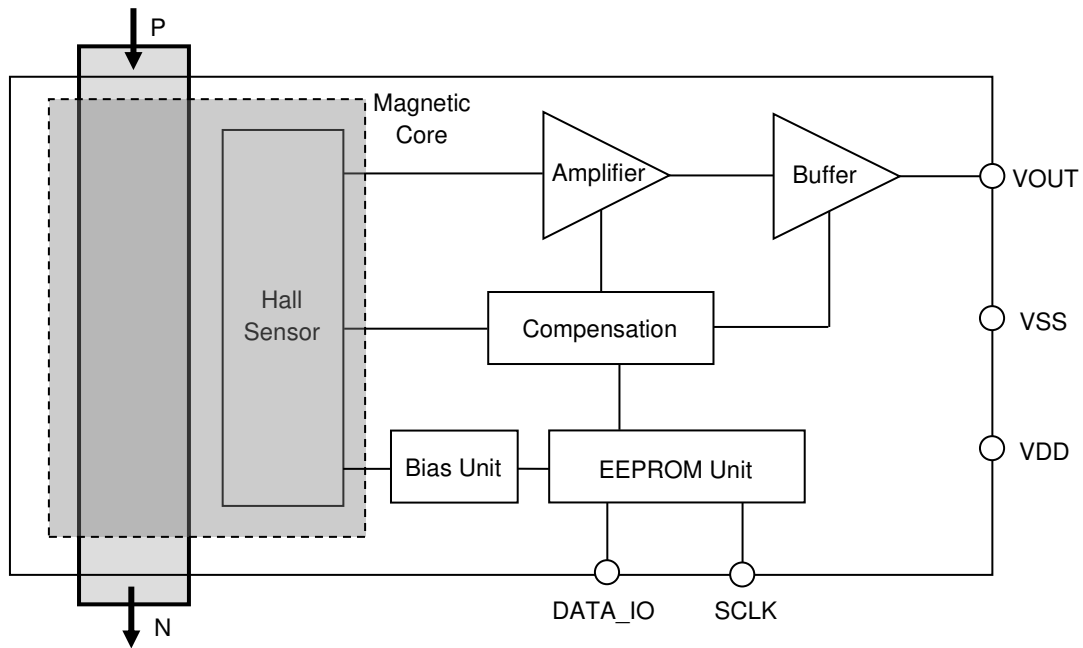 P
Magnetic
Core
Amplifier
Buffer
VOUT
Hall
Sensor
Compensation
VSS
Bias Unit
EEPROM Unit
VDD
DATA_IO
SCLK
N